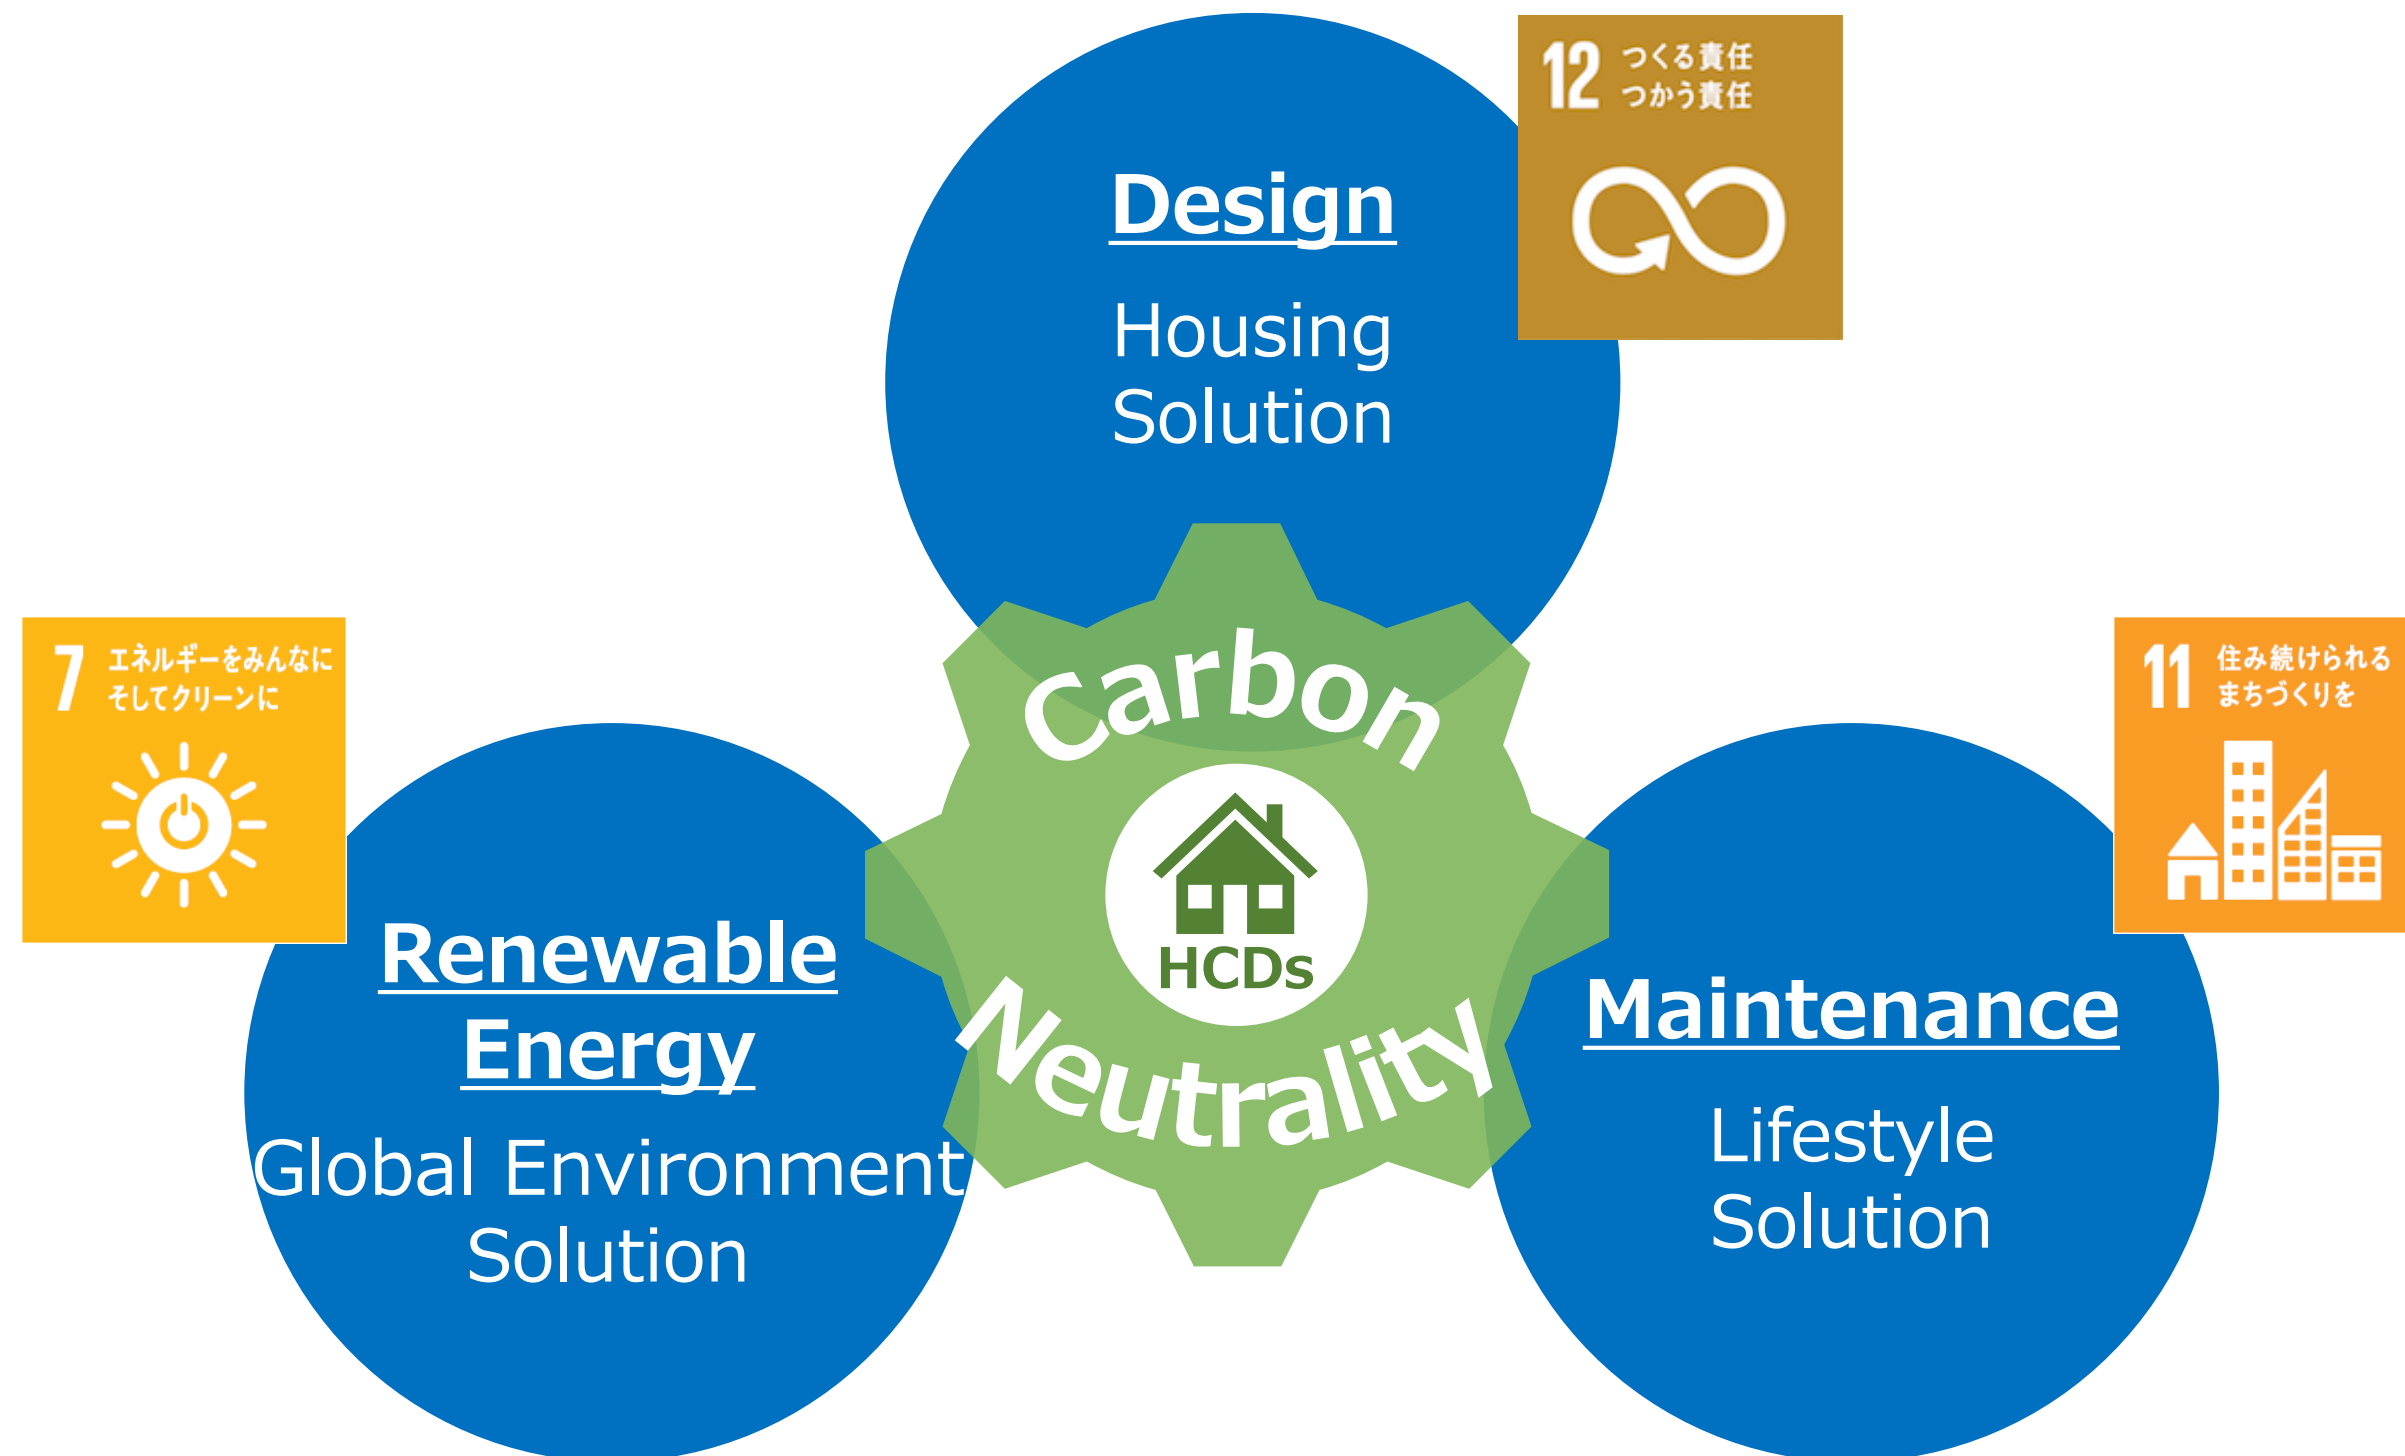 12
つくる責任
つかう責任
Design
Housing
Solution
7
エネルギーをみんなに
そしてクリーンに
Renewable
Energy
Global Environment
Solution
Carbon
HCDs
Neutrality
11
住み続けられる
まちづくりを
Maintenance
Lifestyle
Solution